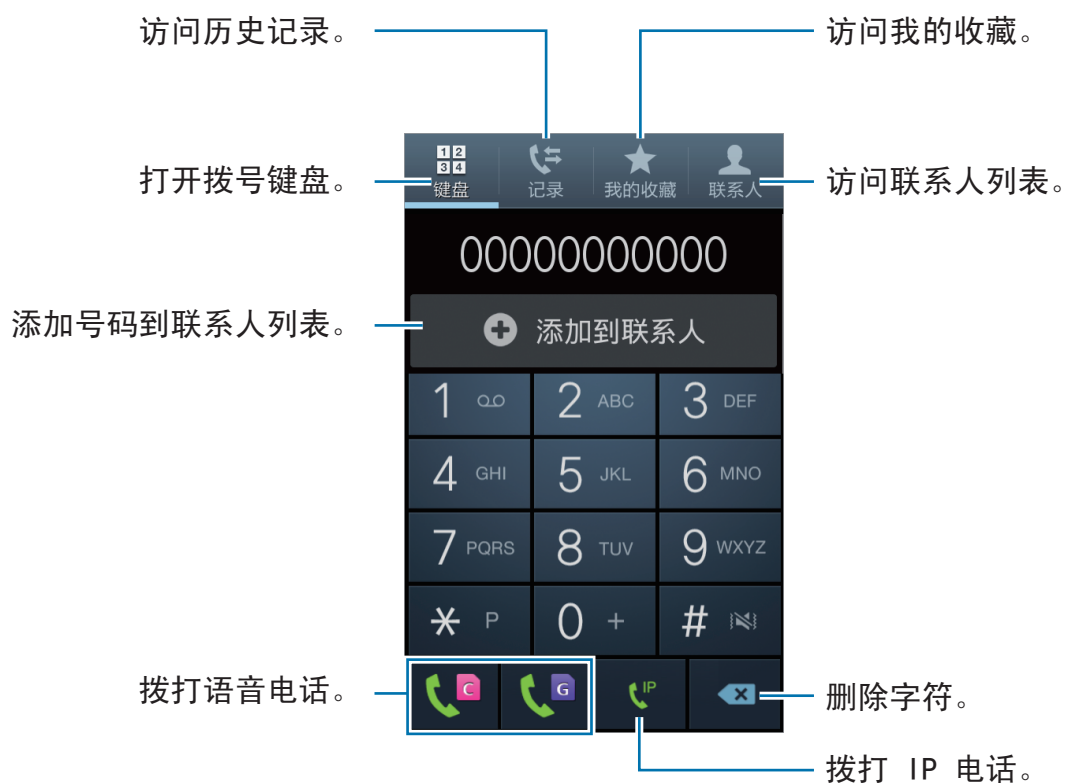 访问历史记录。
访问我的收藏。
1 2
3 4
打开拨号键盘。
键盘
记录
我的收藏
联系人
访问联系人列表。
00000000000
添加号码到联系人列表。
添加到联系人
1
2 ABC
3 DEF
4 GHI
5 JKL
6 MNO
7 PQRS
8 TUV
9 WXYZ
* P
0 +
#
拨打语音电话。
C
G
IP
删除字符。
拨打 IP 电话。